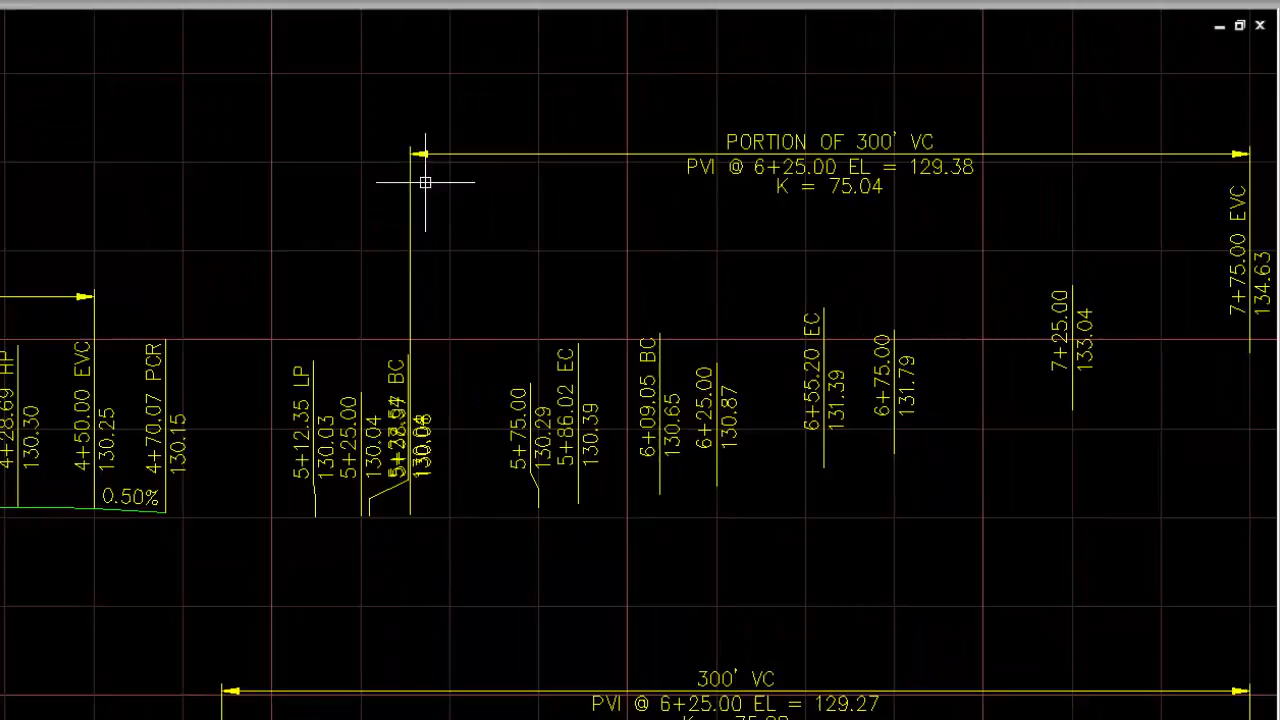 PORTION OF 300' VC
PVI @ 6+25.00 EL = 129.38
K = 75.04
4+28.69 HP
130.30
4+50.00 EVC
130.25
4+70.07 PCR
130.15
0.50%
5+12.35 LP
130.03
5+25.00
130.04
BC
5+75.00
130.29
5+86.02 EC
130.39
6+09.05 BC
130.65
6+25.00
130.87
6+55.20 EC
131.39
6+75.00
131.79
7+25.00
133.04
7+75.00 EVC
134.63
300' VC
PVI @ 6+25.00 EL = 129.27